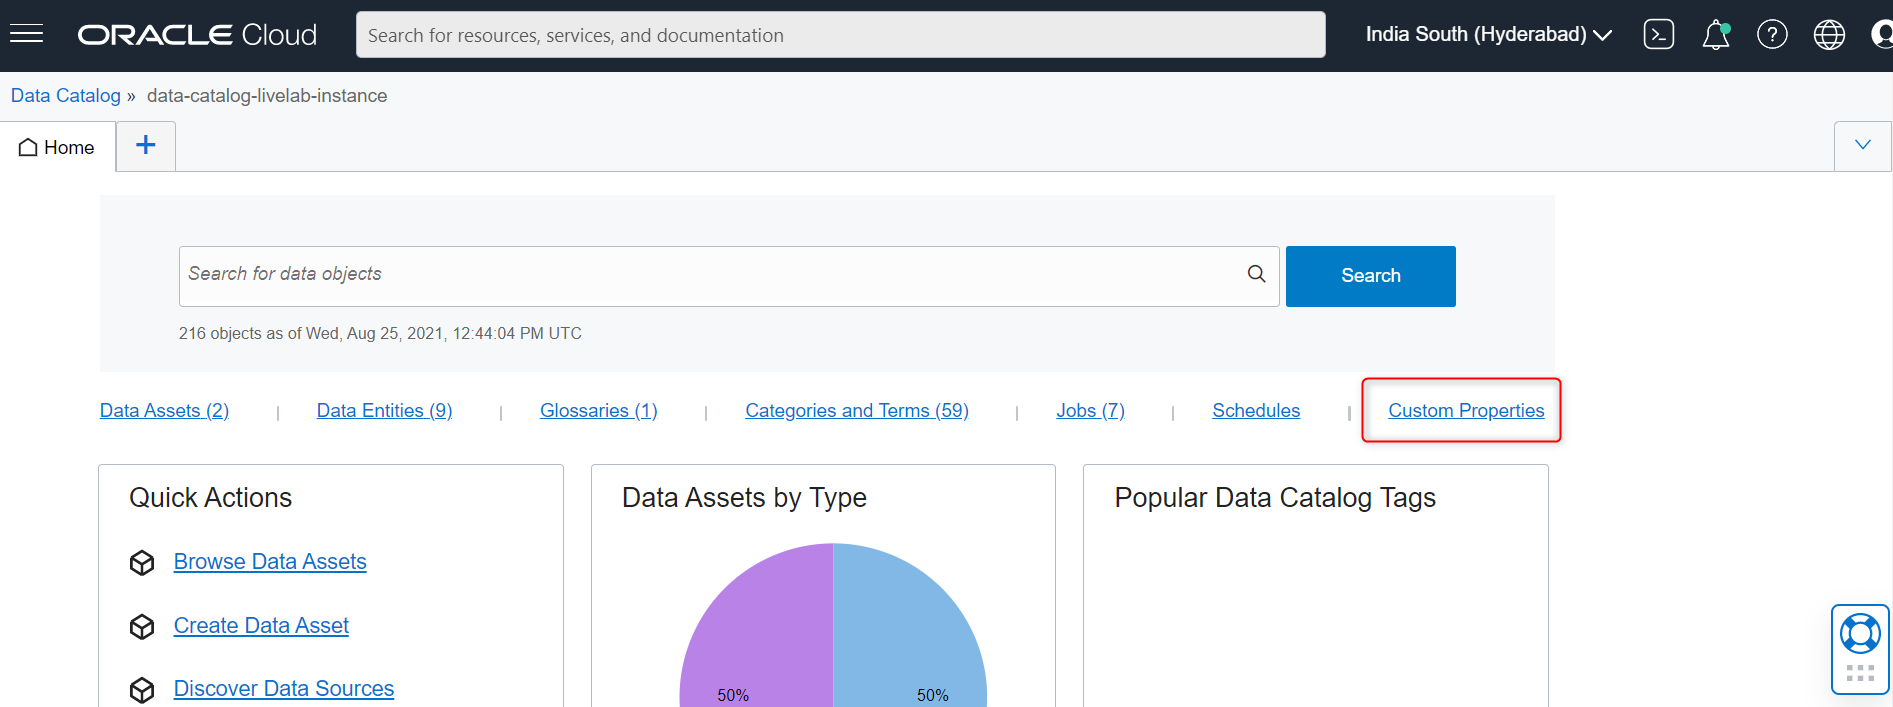 ORACLE Cloud
Search for resources, services, and documentation
India South (Hyderabad)
Data Catalog » data-catalog-livelab-instance
Home
+
Search for data objects
Search
216 objects as of Wed, Aug 25, 2021, 12:44:04 PM UTC
Data Assets (2) | Data Entities (9) | Glossaries (1) | Categories and Terms (59) | Jobs (7) | Schedules | Custom Properties
Quick Actions
Browse Data Assets
Create Data Asset
Discover Data Sources
Data Assets by Type
50% 50%
Popular Data Catalog Tags